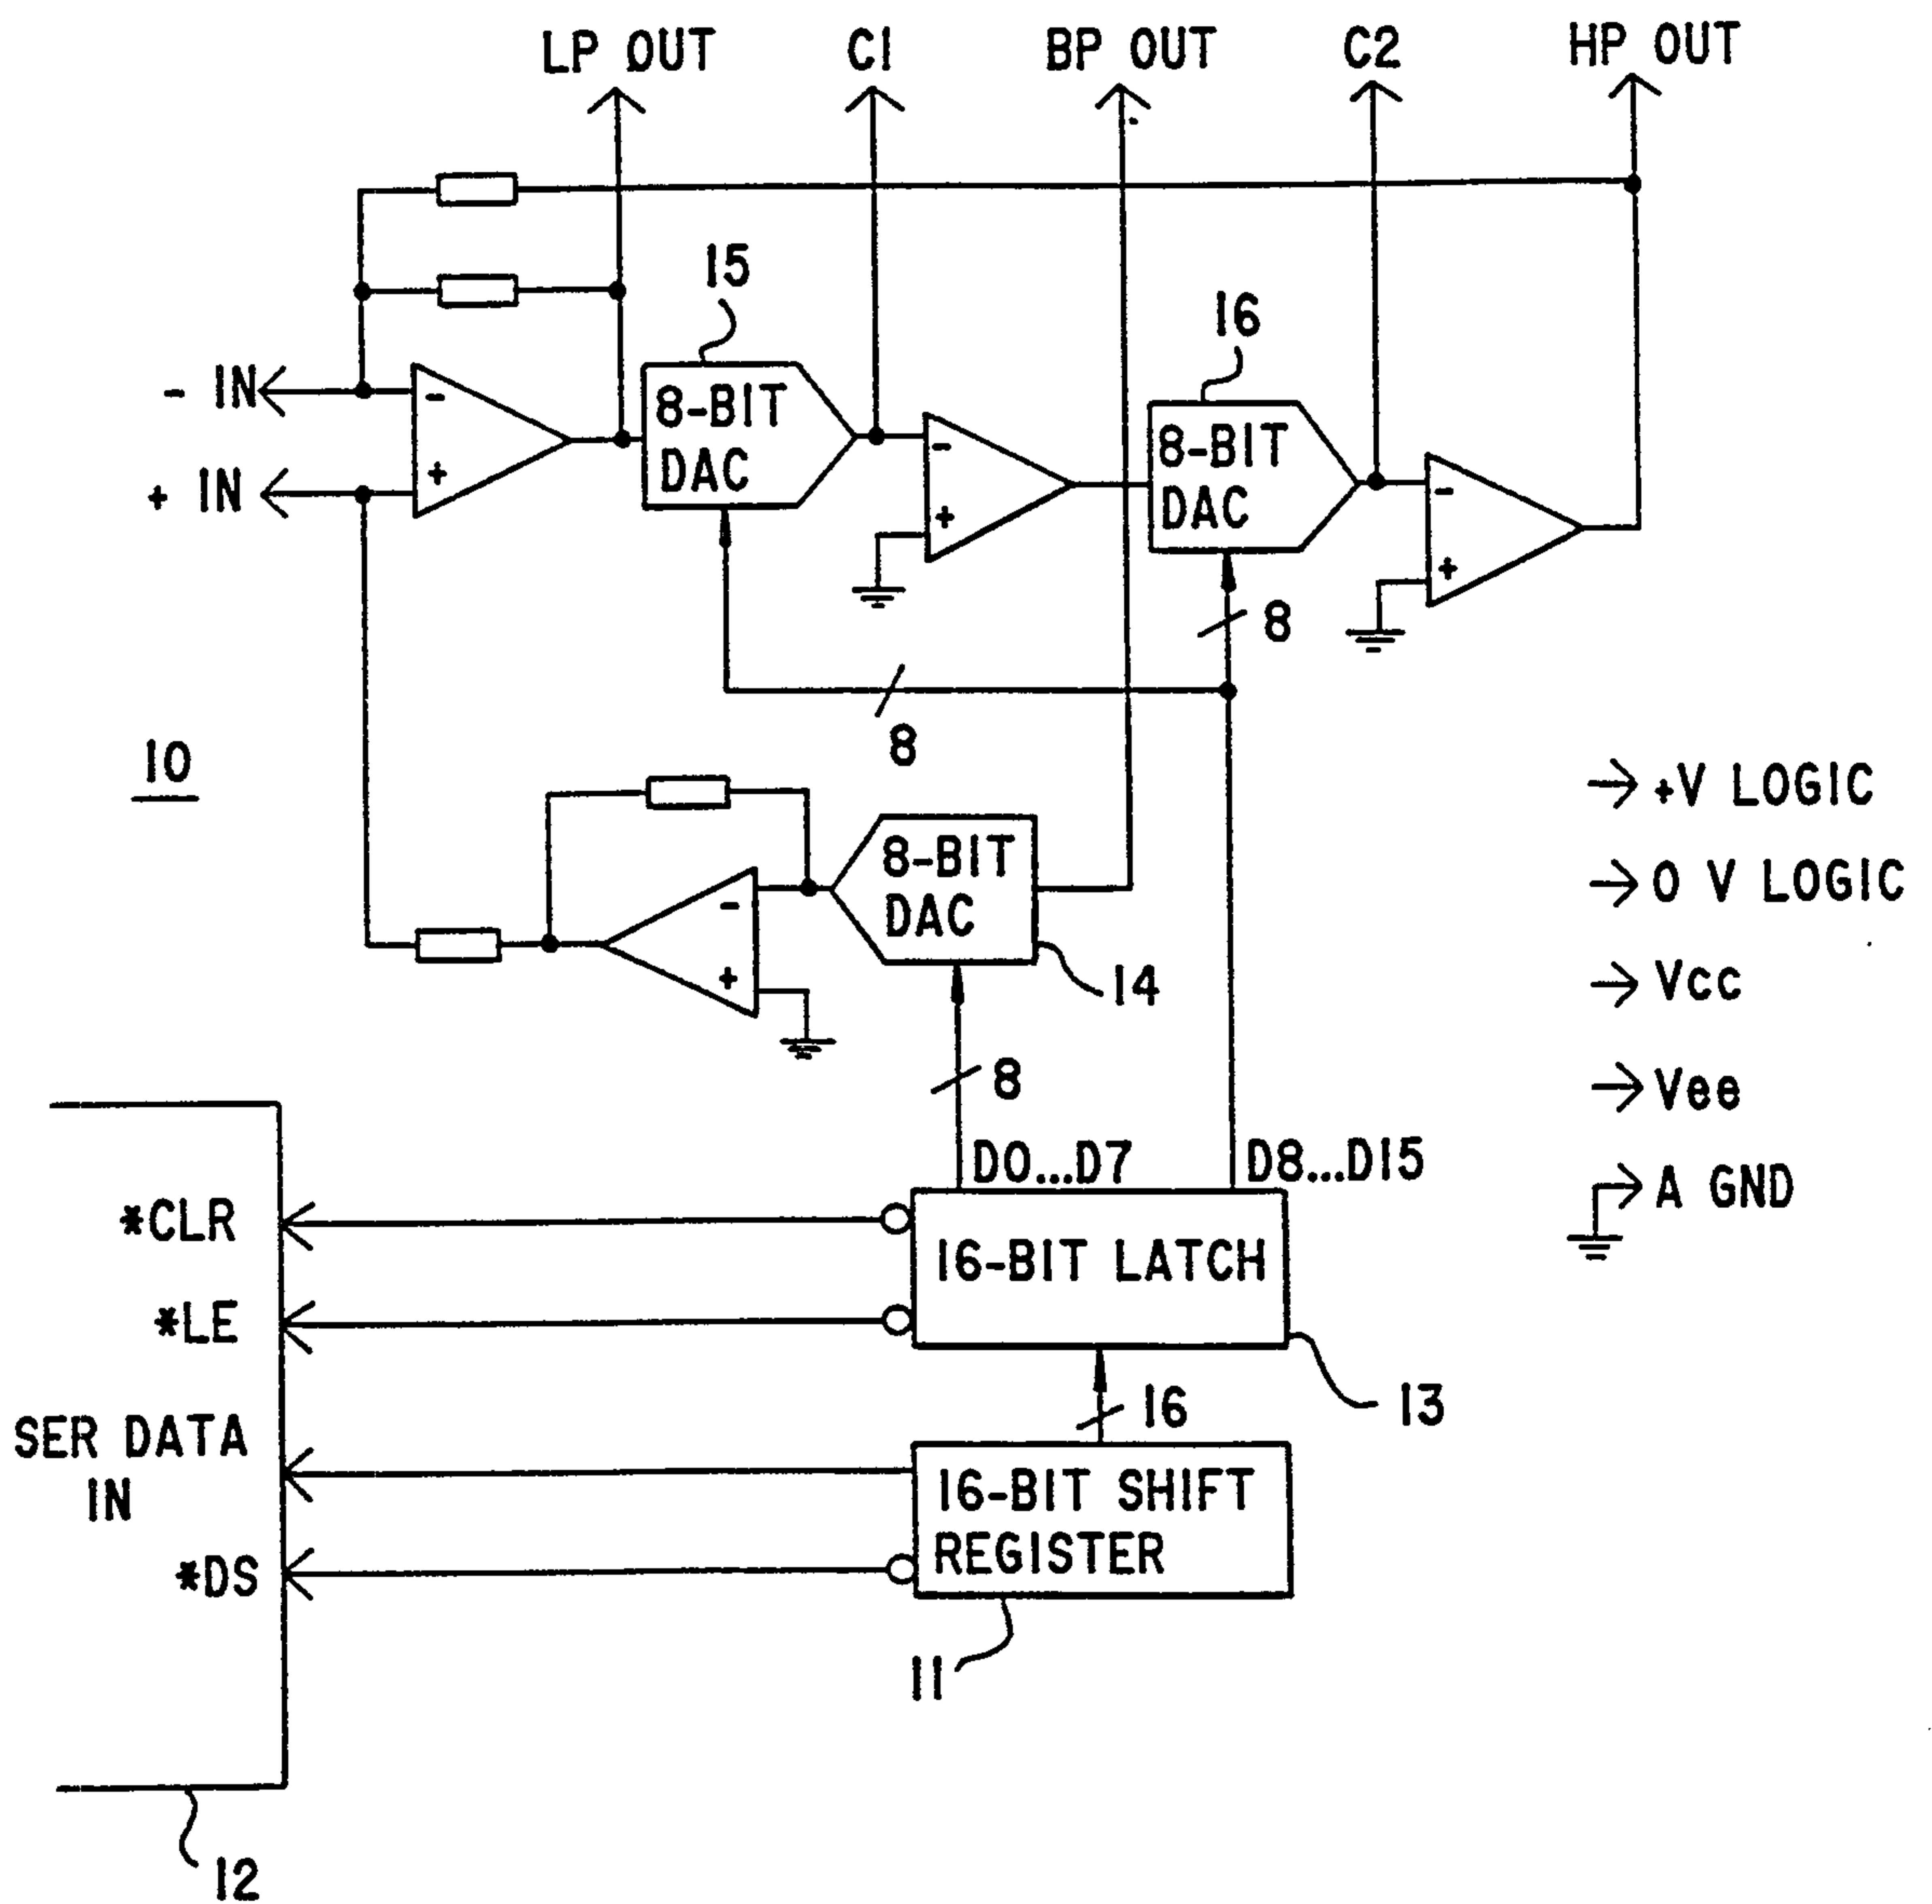 LP OUT C1 BP OUT C2 HP OUT
15
16
- IN
-
8-BIT
DAC
+ IN
+
-
+
8-BIT
DAC
-
+
8
8
10
8-BIT
DAC
-
+
14
8
+V LOGIC
0 V LOGIC
Vcc
Vee
A GND
D0...D7 D8...D15
*CLR
16-BIT LATCH
*LE
13
16
SER DATA
IN
16-BIT SHIFT
REGISTER
*DS
11
12